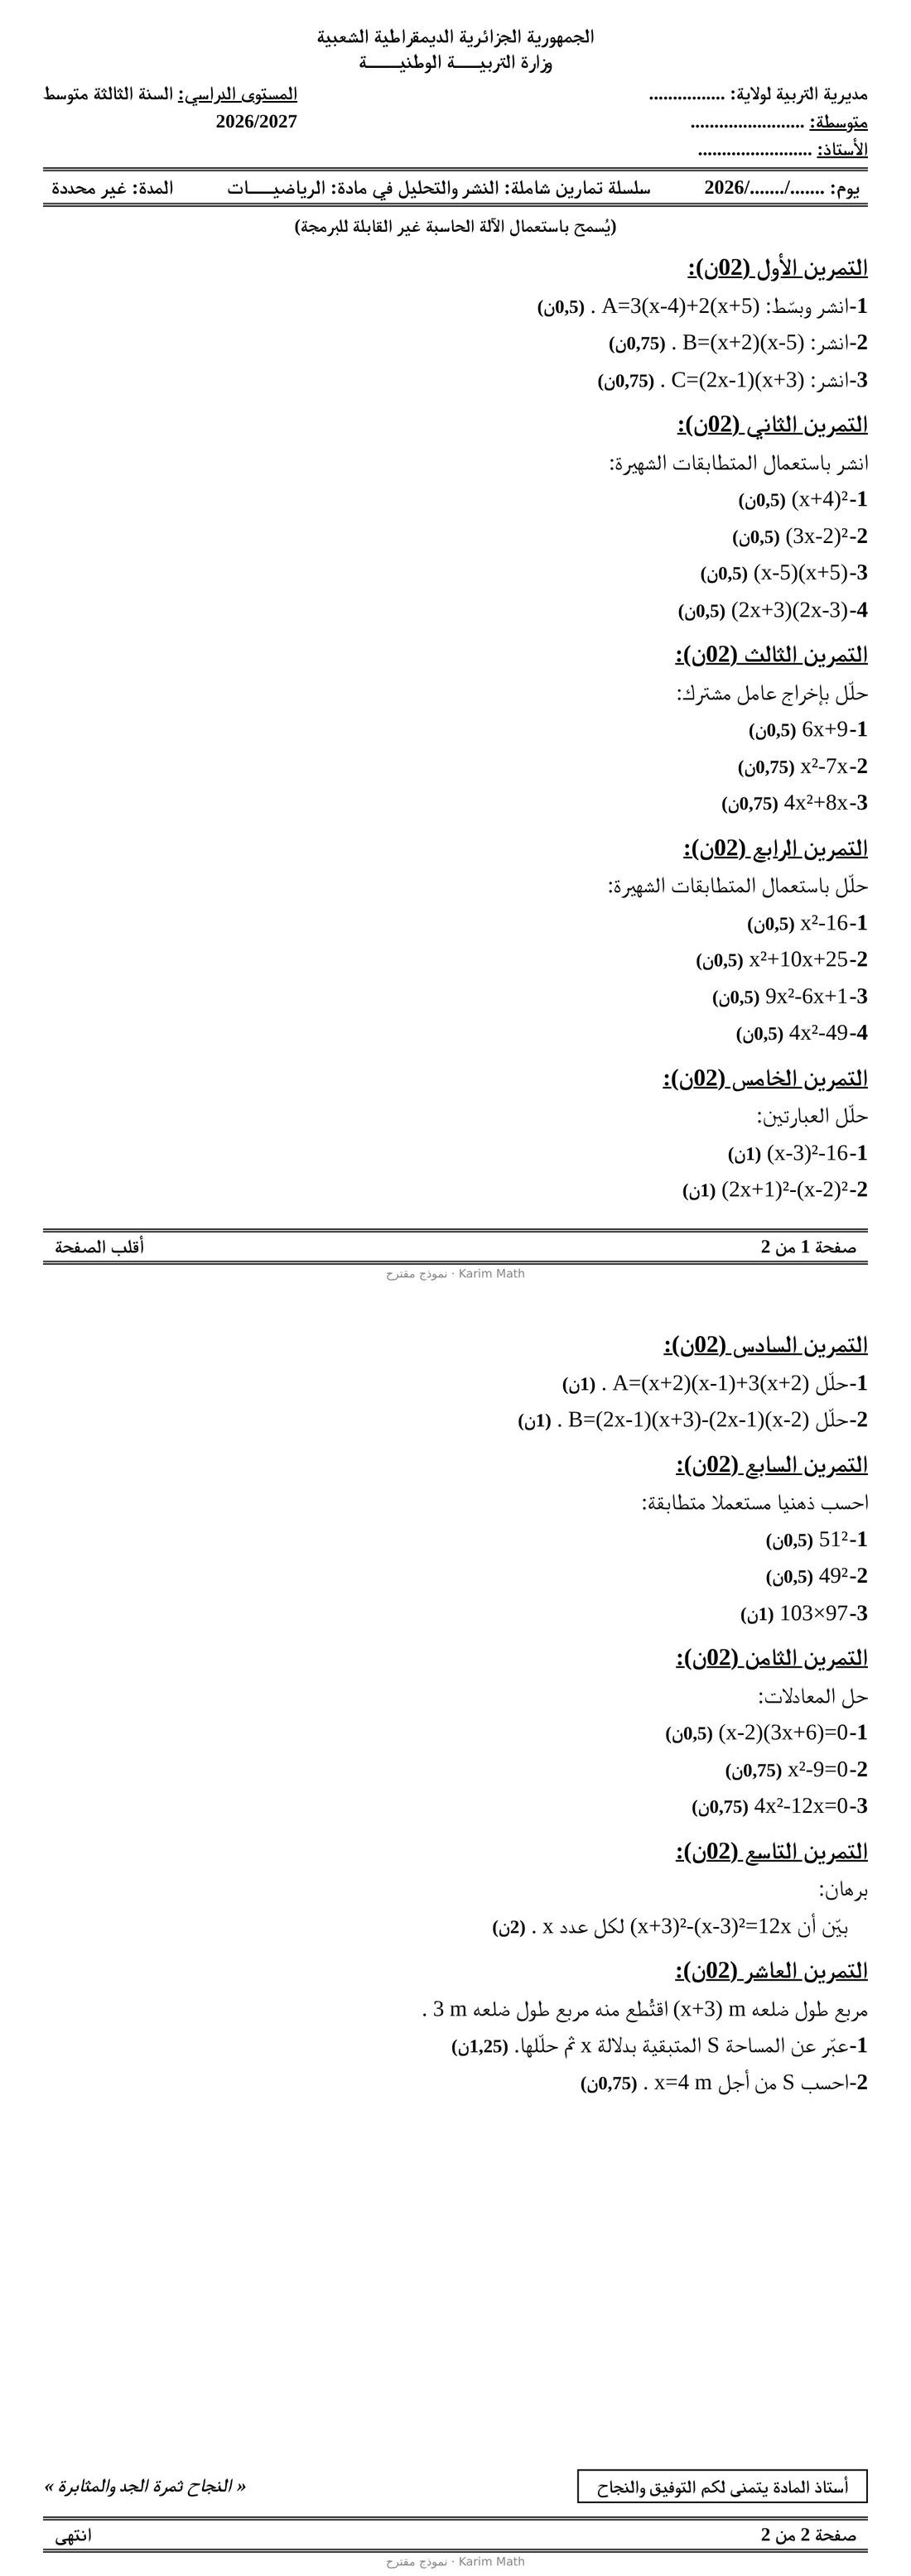 الجمهورية الجزائرية الديمقراطية الشعبية
وزارة التربيـــــة الوطنيــــــة
مديرية التربية لولاية: ................ المستوى الدراسي: السنة الثالثة متوسط
متوسطة: ........................ 2026/2027
الأستاذ: ........................
يوم: ......./......./2026 سلسلة تمارين شاملة: النشر والتحليل في مادة: الرياضيــــات المدة: غير محددة
(يُسمح باستعمال الآلة الحاسبة غير القابلة للبرمجة)
التمرين الأول (02ن):
1-انشر وبسّط: A=3(x-4)+2(x+5) . (0,5ن)
2-انشر: B=(x+2)(x-5) . (0,75ن)
3-انشر: C=(2x-1)(x+3) . (0,75ن)
التمرين الثاني (02ن):
انشر باستعمال المتطابقات الشهيرة:
1-(x+4)² (0,5ن)
2-(3x-2)² (0,5ن)
3-(x-5)(x+5) (0,5ن)
4-(2x+3)(2x-3) (0,5ن)
التمرين الثالث (02ن):
حلّل بإخراج عامل مشترك:
1-6x+9 (0,5ن)
2-x²-7x (0,75ن)
3-4x²+8x (0,75ن)
التمرين الرابع (02ن):
حلّل باستعمال المتطابقات الشهيرة:
1-x²-16 (0,5ن)
2-x²+10x+25 (0,5ن)
3-9x²-6x+1 (0,5ن)
4-4x²-49 (0,5ن)
التمرين الخامس (02ن):
حلّل العبارتين:
1-(x-3)²-16 (1ن)
2-(2x+1)²-(x-2)² (1ن)
صفحة 1 من 2 أقلب الصفحة
Karim Math · نموذج مقترح
التمرين السادس (02ن):
1-حلّل A=(x+2)(x-1)+3(x+2) . (1ن)
2-حلّل B=(2x-1)(x+3)-(2x-1)(x-2) . (1ن)
التمرين السابع (02ن):
احسب ذهنيا مستعملا متطابقة:
1-51² (0,5ن)
2-49² (0,5ن)
3-103×97 (1ن)
التمرين الثامن (02ن):
حل المعادلات:
1-(x-2)(3x+6)=0 (0,5ن)
2-x²-9=0 (0,75ن)
3-4x²-12x=0 (0,75ن)
التمرين التاسع (02ن):
برهان:
بيّن أن (x+3)²-(x-3)²=12x لكل عدد x . (2ن)
التمرين العاشر (02ن):
مربع طول ضلعه (x+3) m اقتُطع منه مربع طول ضلعه 3 m .
1-عبّر عن المساحة S المتبقية بدلالة x ثم حلّلها. (1,25ن)
2-احسب S من أجل x=4 m . (0,75ن)
أستاذ المادة يتمنى لكم التوفيق والنجاح « النجاح ثمرة الجد والمثابرة »
صفحة 2 من 2 انتهى
Karim Math · نموذج مقترح